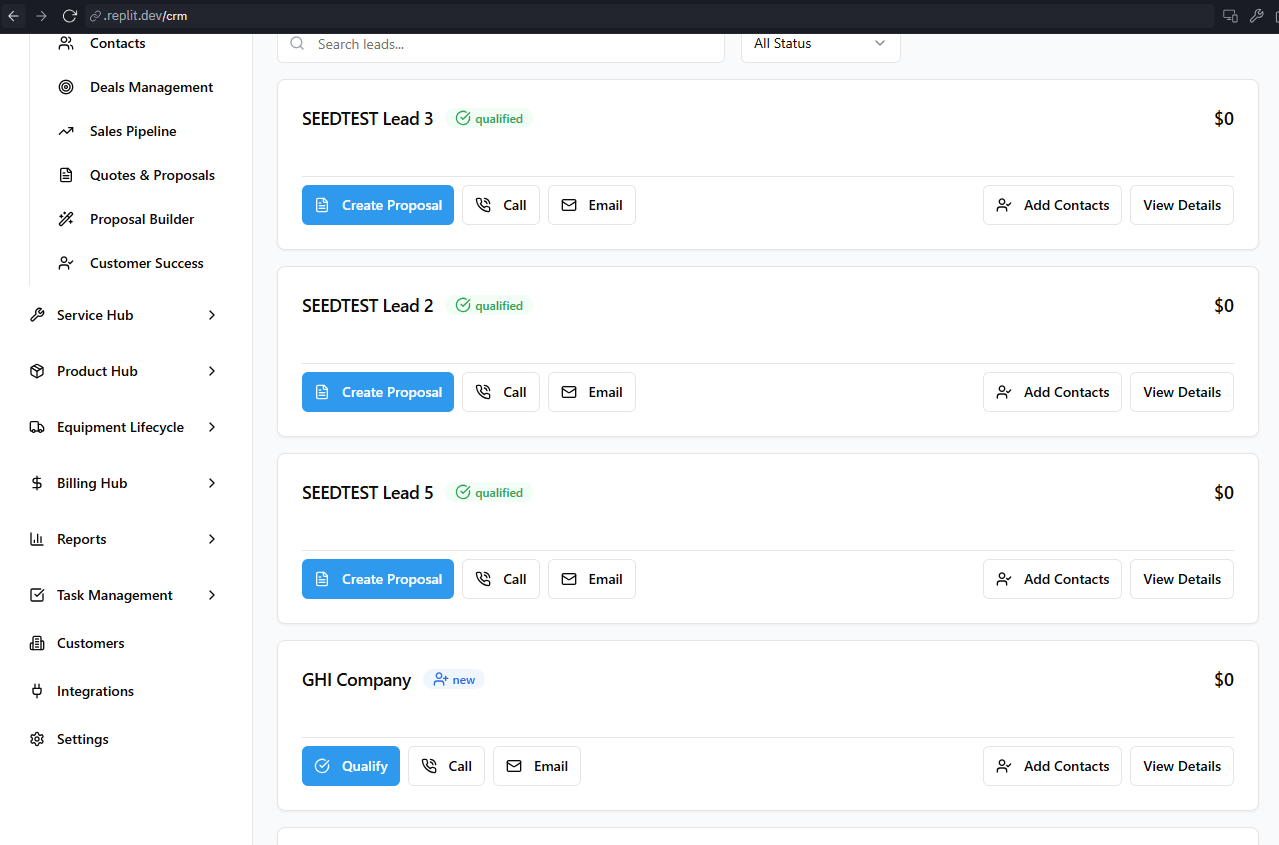 .replit.dev/crm
Contacts
Deals Management
Sales Pipeline
Quotes & Proposals
Proposal Builder
Customer Success
Service Hub
Product Hub
Equipment Lifecycle
Billing Hub
Reports
Task Management
Customers
Integrations
Settings
Search leads...
All Status
SEEDTEST Lead 3 qualified $0
Create Proposal Call Email Add Contacts View Details
SEEDTEST Lead 2 qualified $0
Create Proposal Call Email Add Contacts View Details
SEEDTEST Lead 5 qualified $0
Create Proposal Call Email Add Contacts View Details
GHI Company new $0
Qualify Call Email Add Contacts View Details